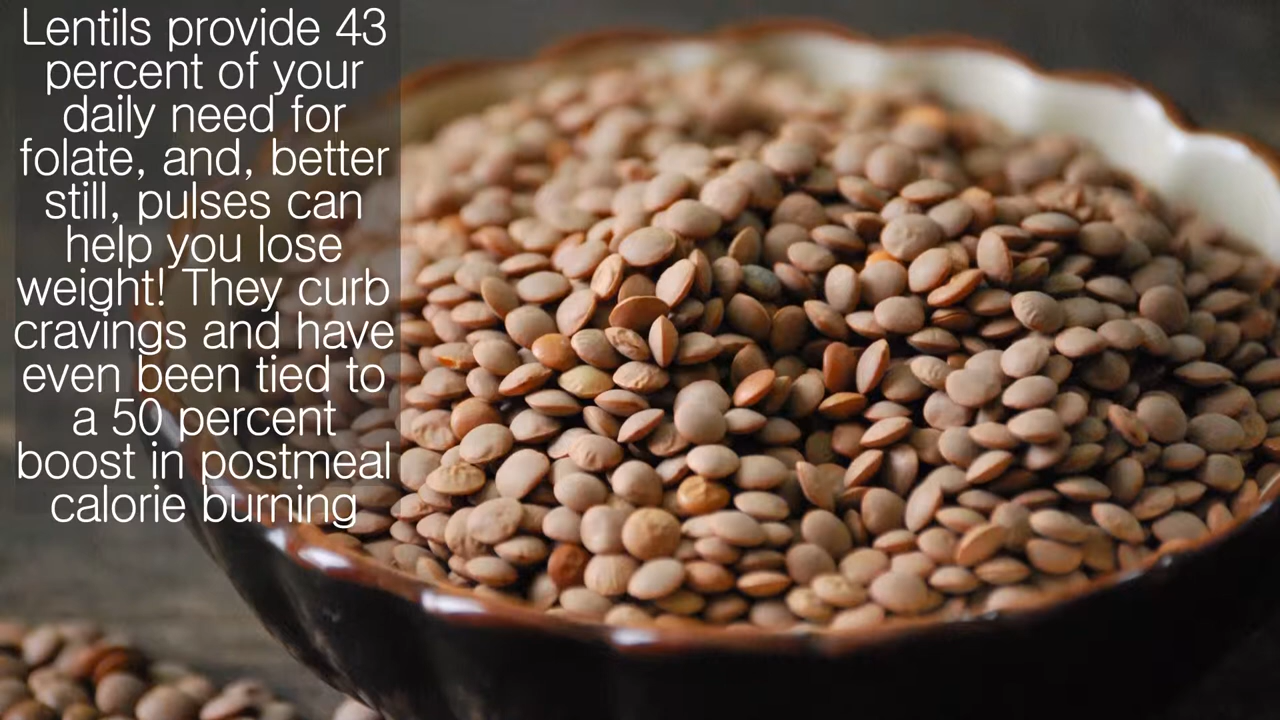 Lentils provide 43
percent of your
daily need for
folate, and, better
still, pulses can
help you lose
weight! They curb
cravings and have
even been tied to
a 50 percent
boost in postmeal
calorie burning